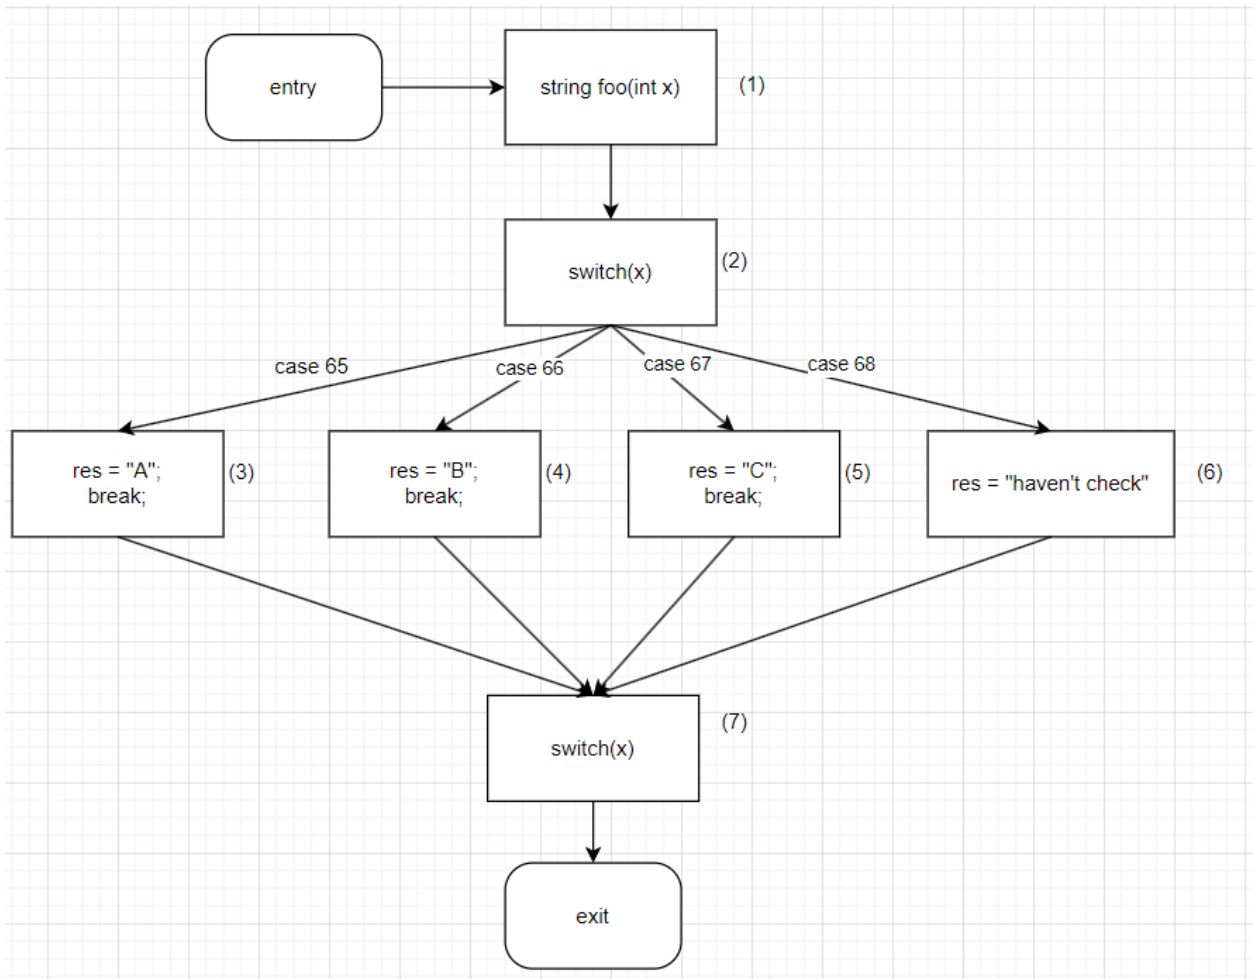 entry
string foo(int x)
(1)
switch(x)
(2)
case 65
case 66
case 67
case 68
res = "A";
break;
(3)
res = "B";
break;
(4)
res = "C";
break;
(5)
res = "haven't check"
(6)
switch(x)
(7)
exit